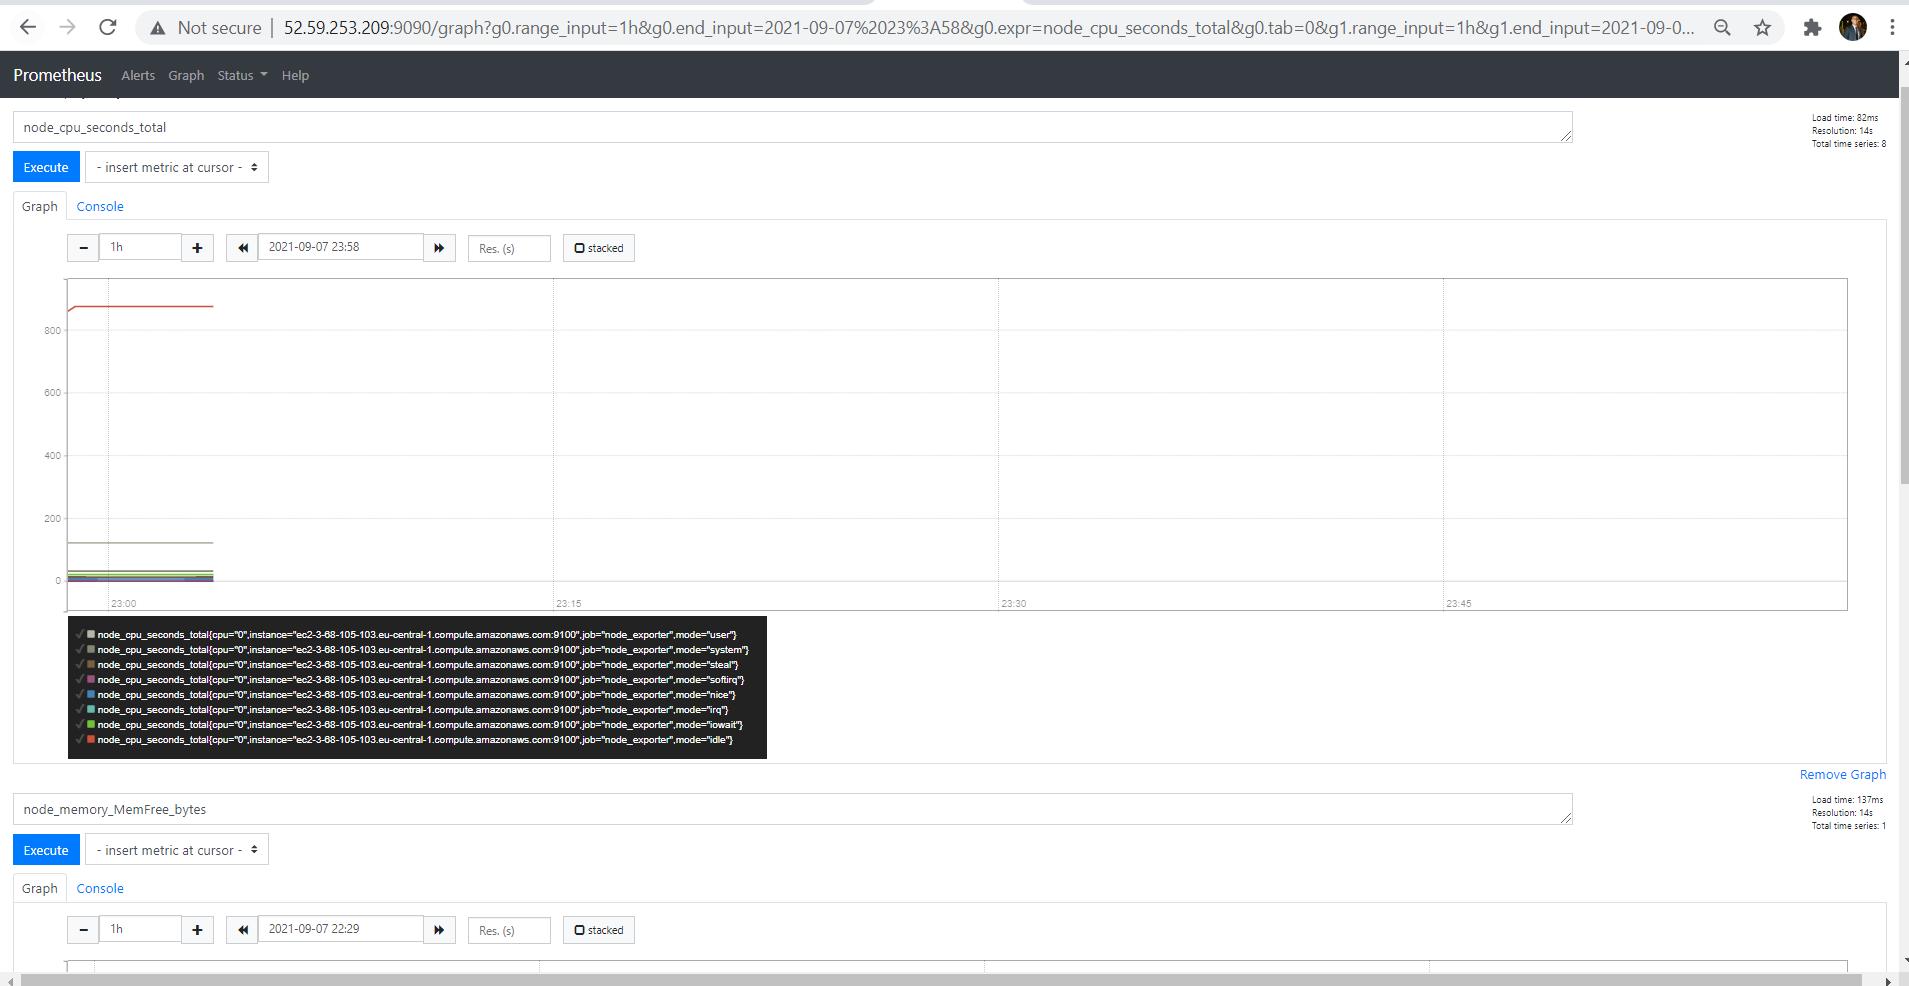 Not secure | 52.59.253.209:9090/graph?g0.range_input=1h&g0.end_input=2021-09-07%2023%3A58&g0.expr=node_cpu_seconds_total&g0.tab=0&g1.range_input=1h&g1.end_input=2021-09-0...
Prometheus Alerts Graph Status Help
node_cpu_seconds_total
Load time: 82ms
Resolution: 14s
Total time series: 8
Execute - insert metric at cursor -
Graph Console
1h 2021-09-07 23:58 Res. (s) stacked
800
600
400
200
0
23:00 23:15 23:30 23:45
node_cpu_seconds_total{cpu="0",instance="ec2-3-68-105-103.eu-central-1.compute.amazonaws.com:9100",job="node_exporter",mode="user"}
node_cpu_seconds_total{cpu="0",instance="ec2-3-68-105-103.eu-central-1.compute.amazonaws.com:9100",job="node_exporter",mode="system"}
node_cpu_seconds_total{cpu="0",instance="ec2-3-68-105-103.eu-central-1.compute.amazonaws.com:9100",job="node_exporter",mode="steal"}
node_cpu_seconds_total{cpu="0",instance="ec2-3-68-105-103.eu-central-1.compute.amazonaws.com:9100",job="node_exporter",mode="softirq"}
node_cpu_seconds_total{cpu="0",instance="ec2-3-68-105-103.eu-central-1.compute.amazonaws.com:9100",job="node_exporter",mode="nice"}
node_cpu_seconds_total{cpu="0",instance="ec2-3-68-105-103.eu-central-1.compute.amazonaws.com:9100",job="node_exporter",mode="irq"}
node_cpu_seconds_total{cpu="0",instance="ec2-3-68-105-103.eu-central-1.compute.amazonaws.com:9100",job="node_exporter",mode="iowait"}
node_cpu_seconds_total{cpu="0",instance="ec2-3-68-105-103.eu-central-1.compute.amazonaws.com:9100",job="node_exporter",mode="idle"}
Remove Graph
node_memory_MemFree_bytes
Load time: 137ms
Resolution: 14s
Total time series: 1
Execute - insert metric at cursor -
Graph Console
1h 2021-09-07 22:29 Res. (s) stacked